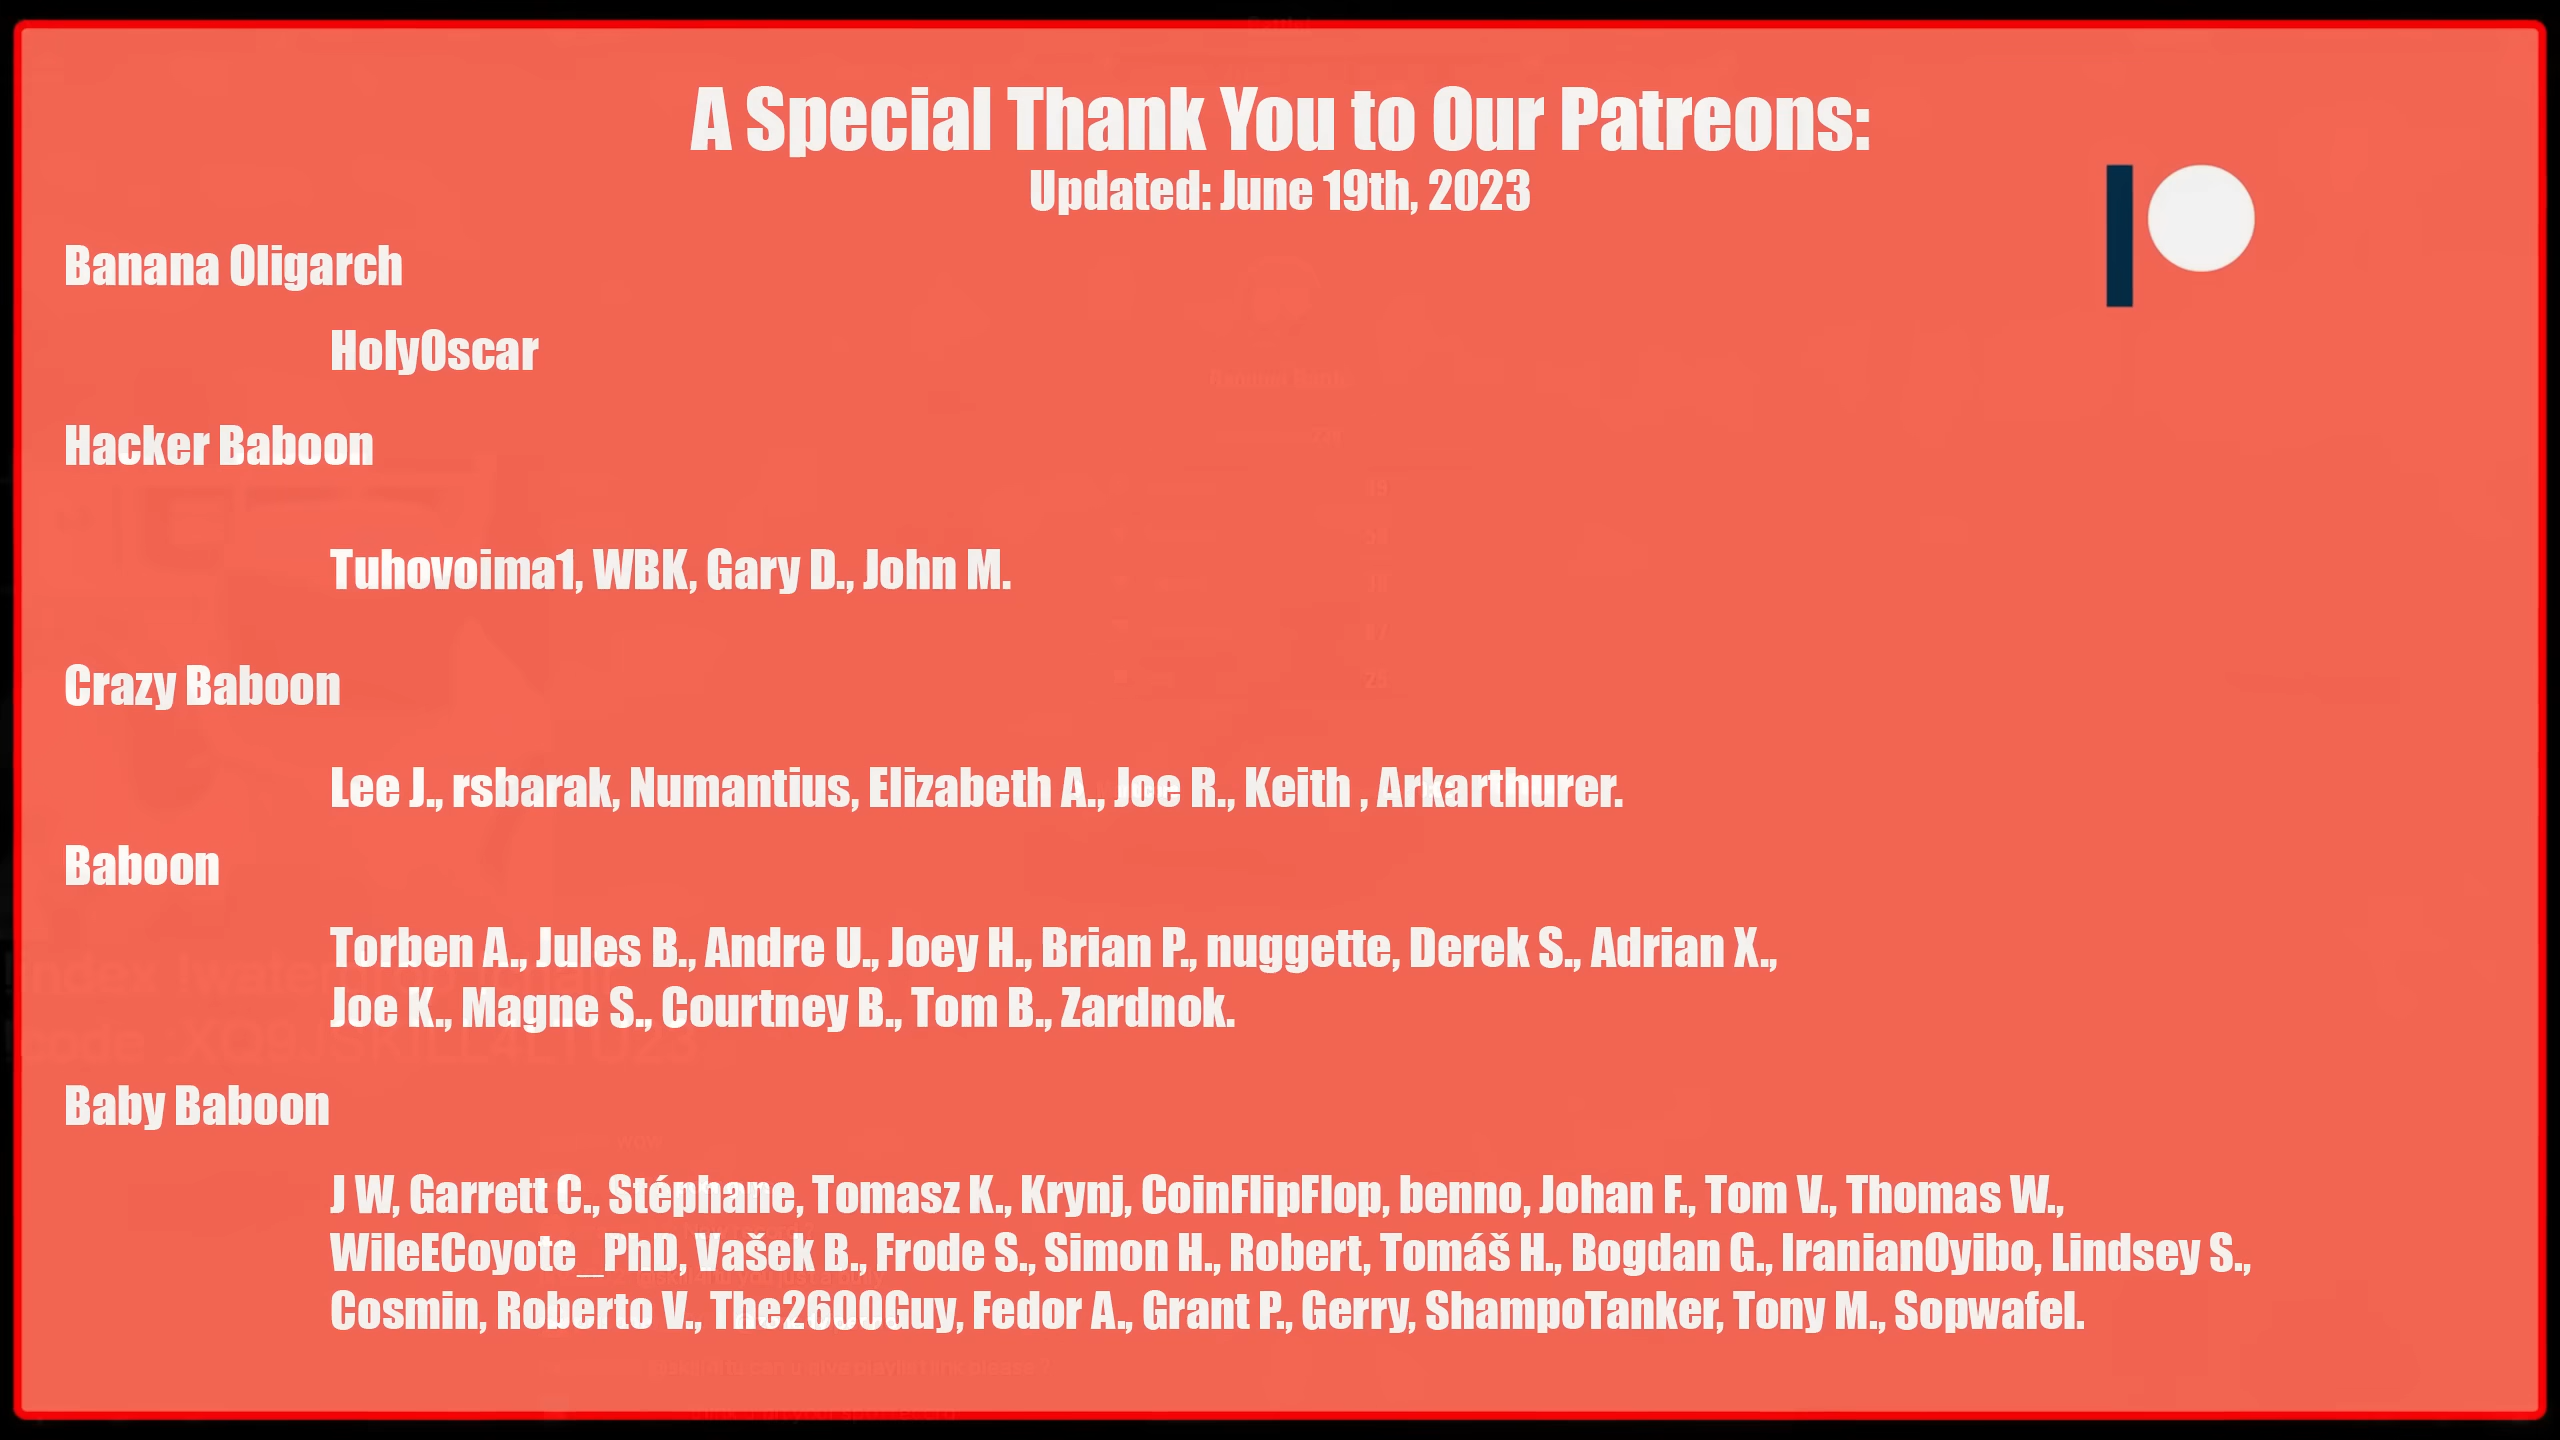 A Special Thank You to Our Patreons:
Updated: June 19th, 2023
Banana Oligarch
HolyOscar
Hacker Baboon
Tuhovoima1, WBK, Gary D., John M.
Crazy Baboon
Lee J., rsbarak, Numantius, Elizabeth A., Joe R., Keith , Arkarthurer.
Baboon
Torben A., Jules B., Andre U., Joey H., Brian P., nuggette, Derek S., Adrian X.,
Joe K., Magne S., Courtney B., Tom B., Zardnok.
Baby Baboon
J W, Garrett C., Stéphane, Tomasz K., Krynj, CoinFlipFlop, benno, Johan F., Tom V., Thomas W.,
WileECoyote_PhD, Vašek B., Frode S., Simon H., Robert, Tomáš H., Bogdan G., IranianOyibo, Lindsey S.,
Cosmin, Roberto V., The2600Guy, Fedor A., Grant P., Gerry, ShampoTanker, Tony M., Sopwafel.